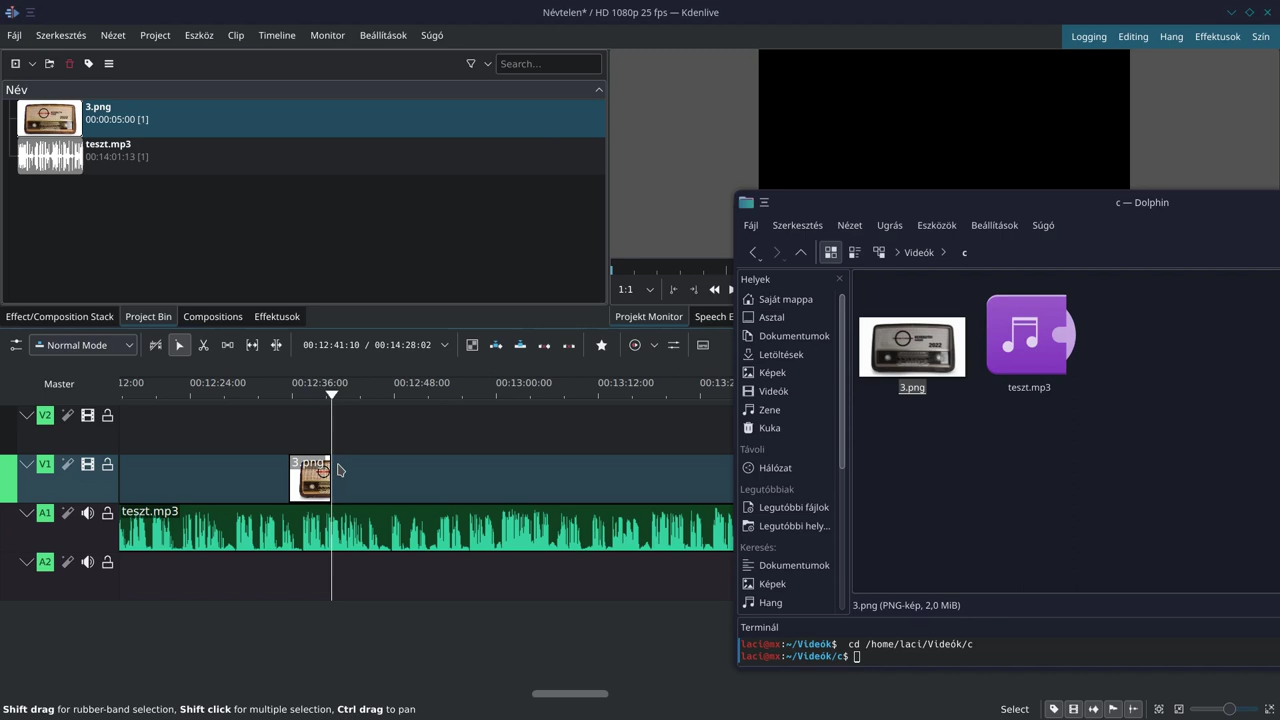 Névtelen* / HD 1080p 25 fps — Kdenlive
Fájl Szerkesztés Nézet Project Eszköz Clip Timeline Monitor Beállítások Súgó
Logging Editing Hang Effektusok Szín
Search...
Név
3.png
00:00:05:00 [1]
teszt.mp3
00:14:01:13 [1]
c — Dolphin
Fájl Szerkesztés Nézet Ugrás Eszközök Beállítások Súgó
Videók c
Helyek
Saját mappa
Asztal
Dokumentumok
Letöltések
Képek
Videók
Zene
Kuka
Távoli
Hálózat
Legutóbbiak
Legutóbbi fájlok
Legutóbbi hely...
Keresés:
Dokumentumok
Képek
Hang
2022
3.png
teszt.mp3
3.png (PNG-kép, 2,0 MiB)
Terminál
laci@mx:~/Videók$ cd /home/laci/Videók/c
laci@mx:~/Videók/c$
1:1
Effect/Composition Stack Project Bin Compositions Effektusok
Projekt Monitor Speech E
Normal Mode
00:12:41:10 / 00:14:28:02
Master
12:00 00:12:24:00 00:12:36:00 00:12:48:00 00:13:00:00 00:13:12:00 00:13:2
V2
V1
3.png
A1
teszt.mp3
A2
Shift drag for rubber-band selection, Shift click for multiple selection, Ctrl drag to pan
Select